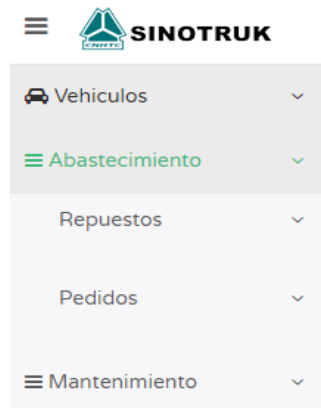 CNHTC
SINOTRUK
Vehiculos
Abastecimiento
Repuestos
Pedidos
Mantenimiento